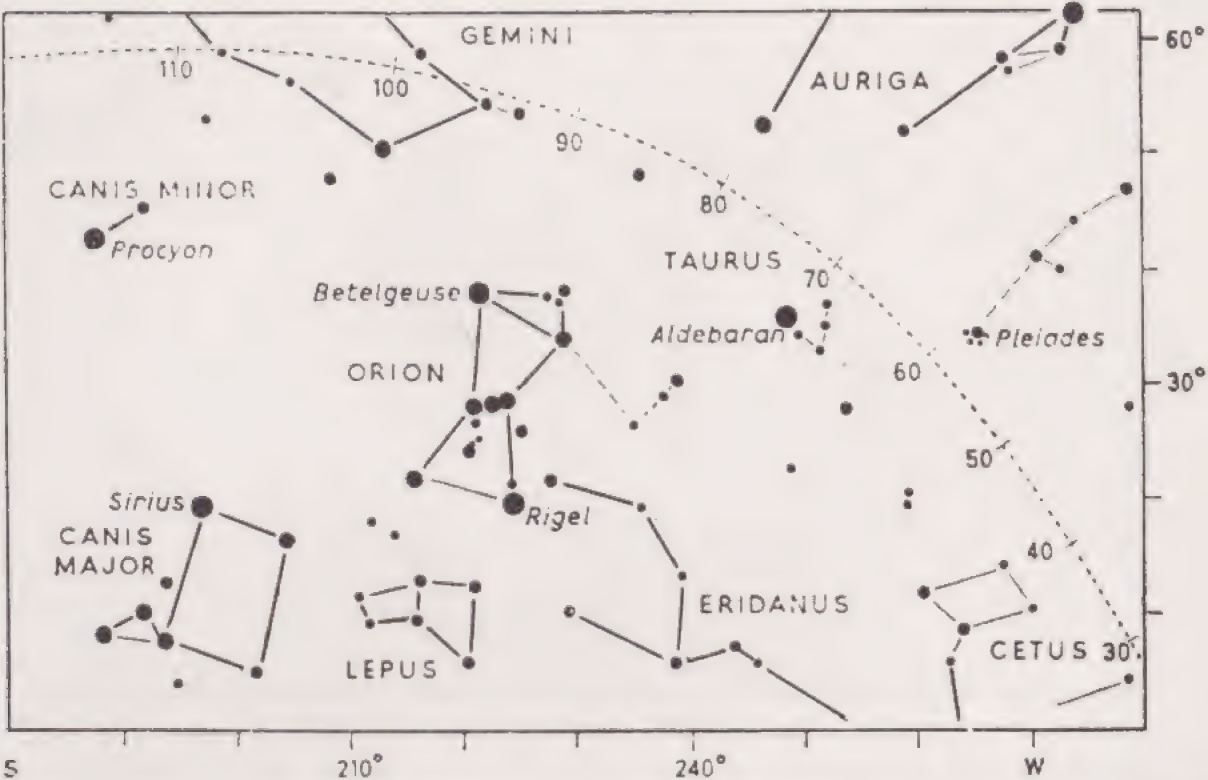 GEMINI
60°
110
100
AURIGA
90
CANIS MINOR
80
Procyon
TAURUS
70
Betelgeuse
Aldebaran
Pleiades
ORION
60
30°
50
Sirius
Rigel
CANIS
MAJOR
40
ERIDANUS
LEPUS
CETUS 30
S 210° 240° W